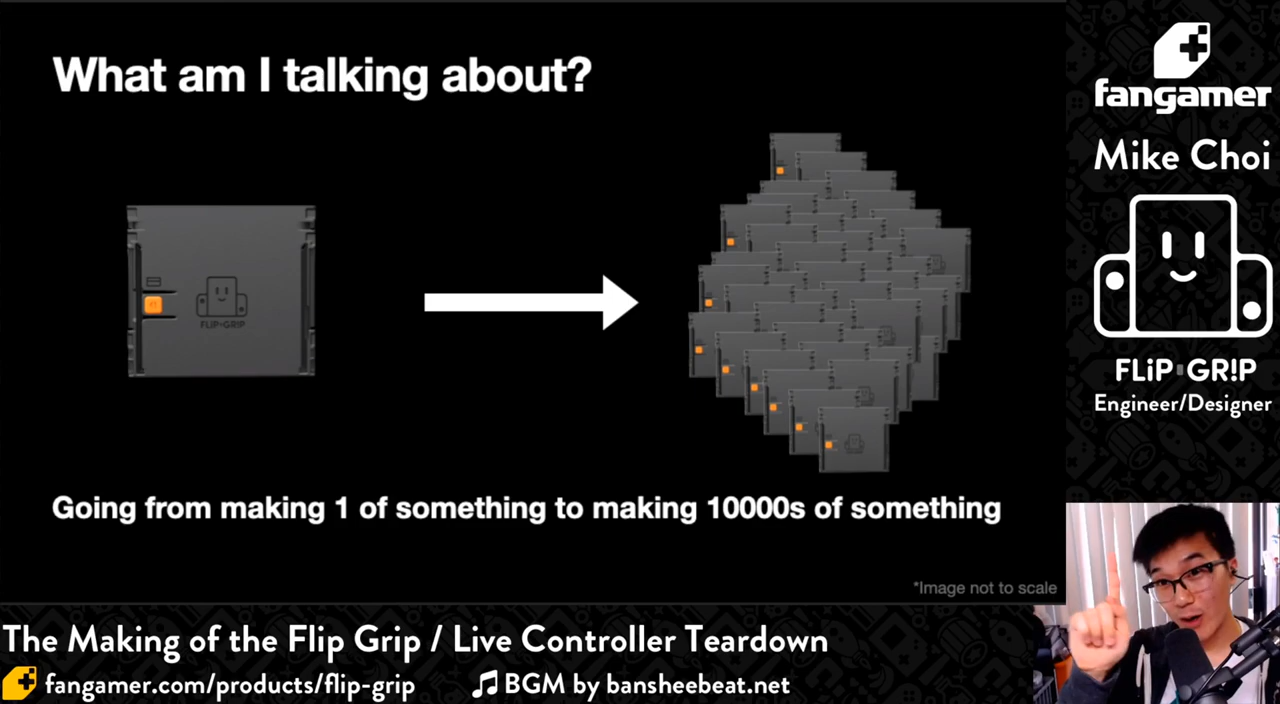 What am I talking about?
FLIP GRIP
Going from making 1 of something to making 10000s of something
*Image not to scale
fangamer
Mike Choi
FLiP GR!P
Engineer/Designer
The Making of the Flip Grip / Live Controller Teardown
fangamer.com/products/flip-grip
BGM by bansheebeat.net